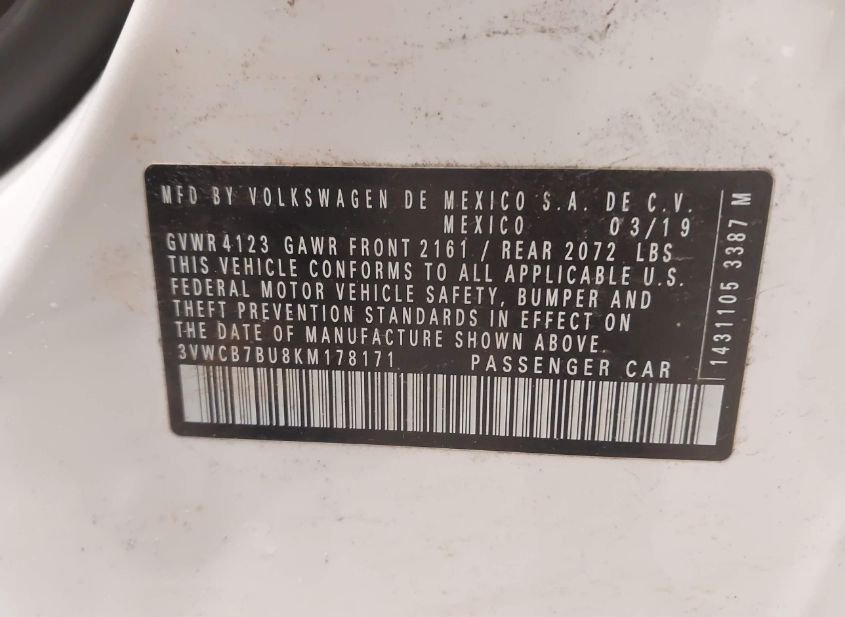 MFD BY VOLKSWAGEN DE MEXICO S.A. DE C.V.
MEXICO 03/19
GVWR 4123 GAWR FRONT 2161 / REAR 2072 LBS
THIS VEHICLE CONFORMS TO ALL APPLICABLE U.S.
FEDERAL MOTOR VEHICLE SAFETY, BUMPER AND
THEFT PREVENTION STANDARDS IN EFFECT ON
THE DATE OF MANUFACTURE SHOWN ABOVE.
3VWCB7BU8KM178171 PASSENGER CAR
1431105 3387 M